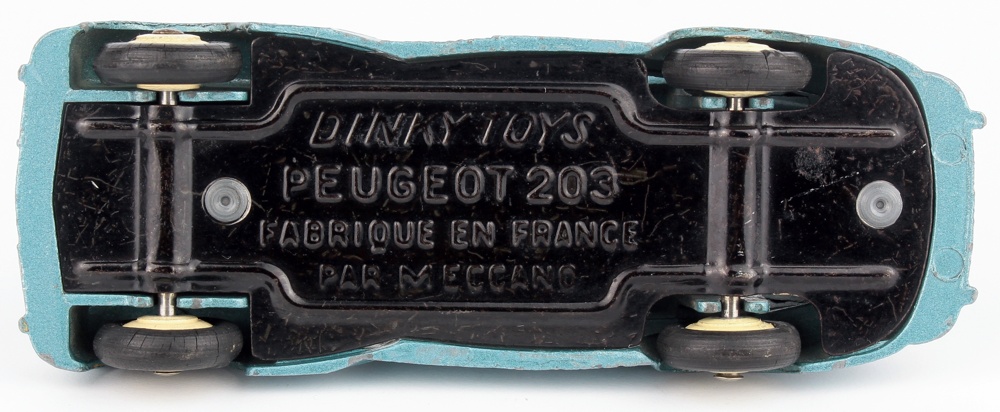 DINKY TOYS
PEUGEOT 203
FABRIQUE EN FRANCE
PAR MECCANO